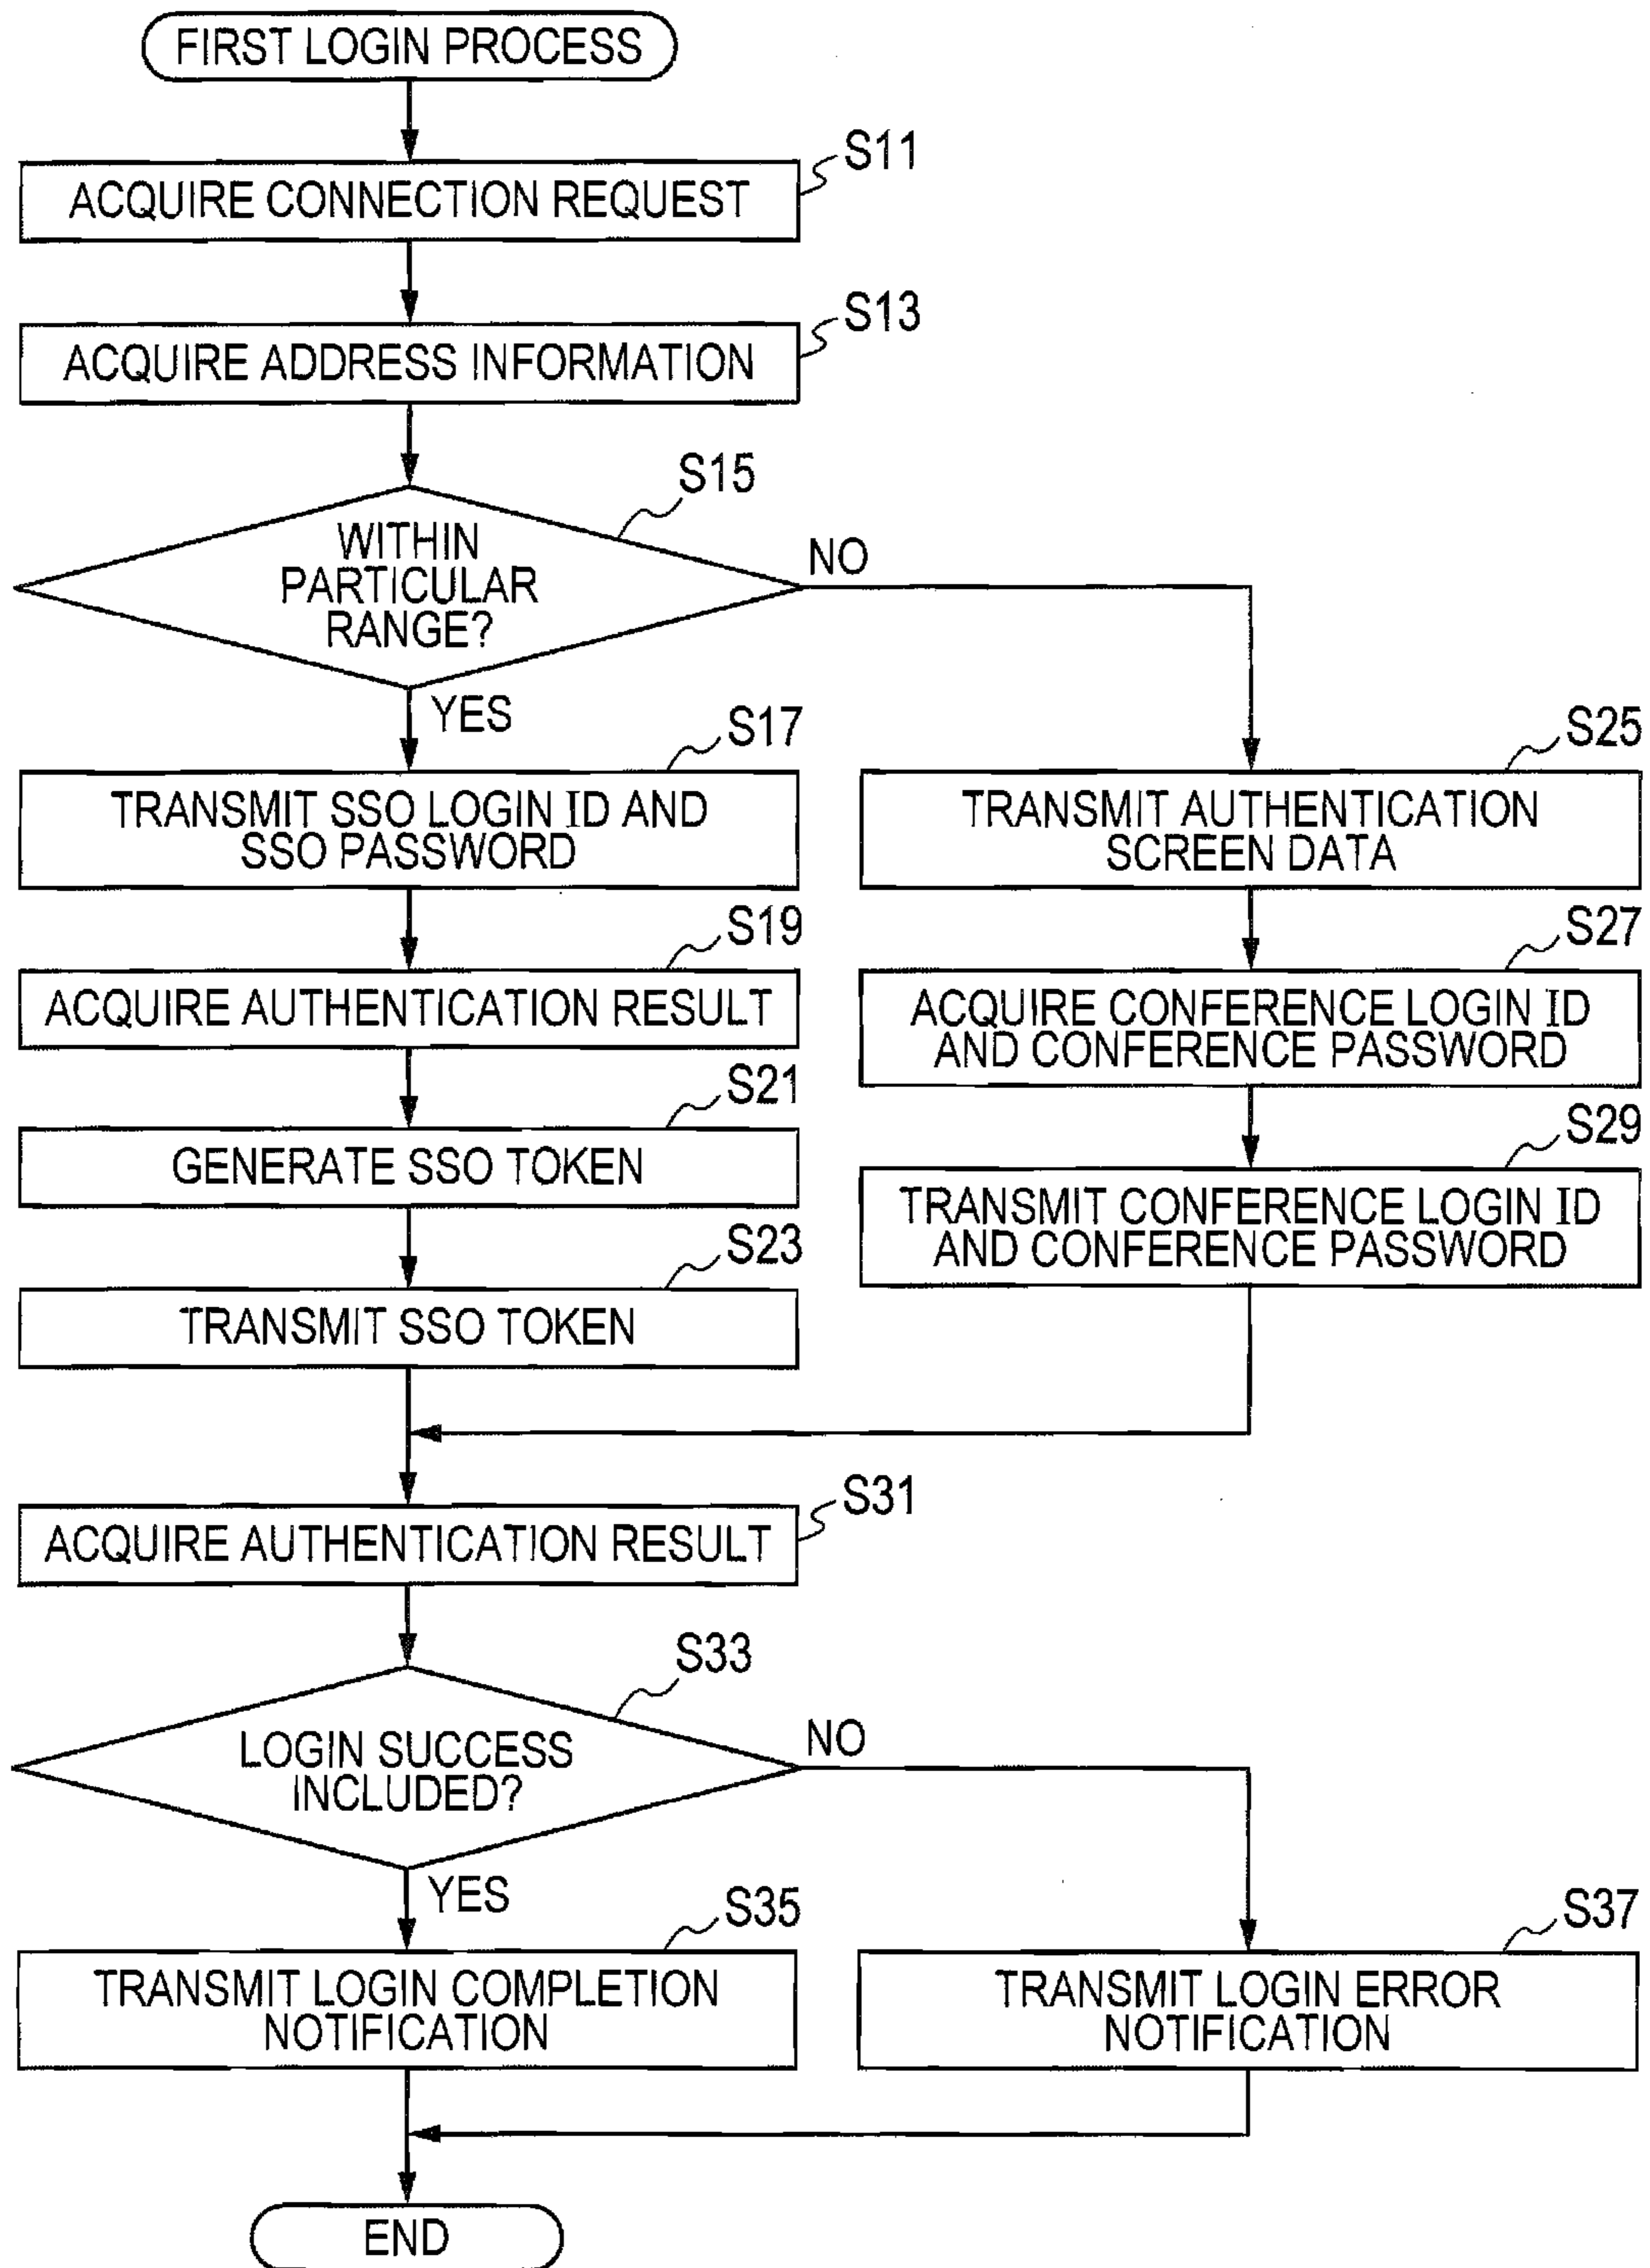 FIRST LOGIN PROCESS
S11
ACQUIRE CONNECTION REQUEST
S13
ACQUIRE ADDRESS INFORMATION
S15
WITHIN
PARTICULAR
RANGE?
NO
YES
S17
TRANSMIT SSO LOGIN ID AND
SSO PASSWORD
S25
TRANSMIT AUTHENTICATION
SCREEN DATA
S19
ACQUIRE AUTHENTICATION RESULT
S27
ACQUIRE CONFERENCE LOGIN ID
AND CONFERENCE PASSWORD
S21
GENERATE SSO TOKEN
S29
TRANSMIT CONFERENCE LOGIN ID
AND CONFERENCE PASSWORD
S23
TRANSMIT SSO TOKEN
S31
ACQUIRE AUTHENTICATION RESULT
S33
LOGIN SUCCESS
INCLUDED?
NO
YES
S35
TRANSMIT LOGIN COMPLETION
NOTIFICATION
S37
TRANSMIT LOGIN ERROR
NOTIFICATION
END